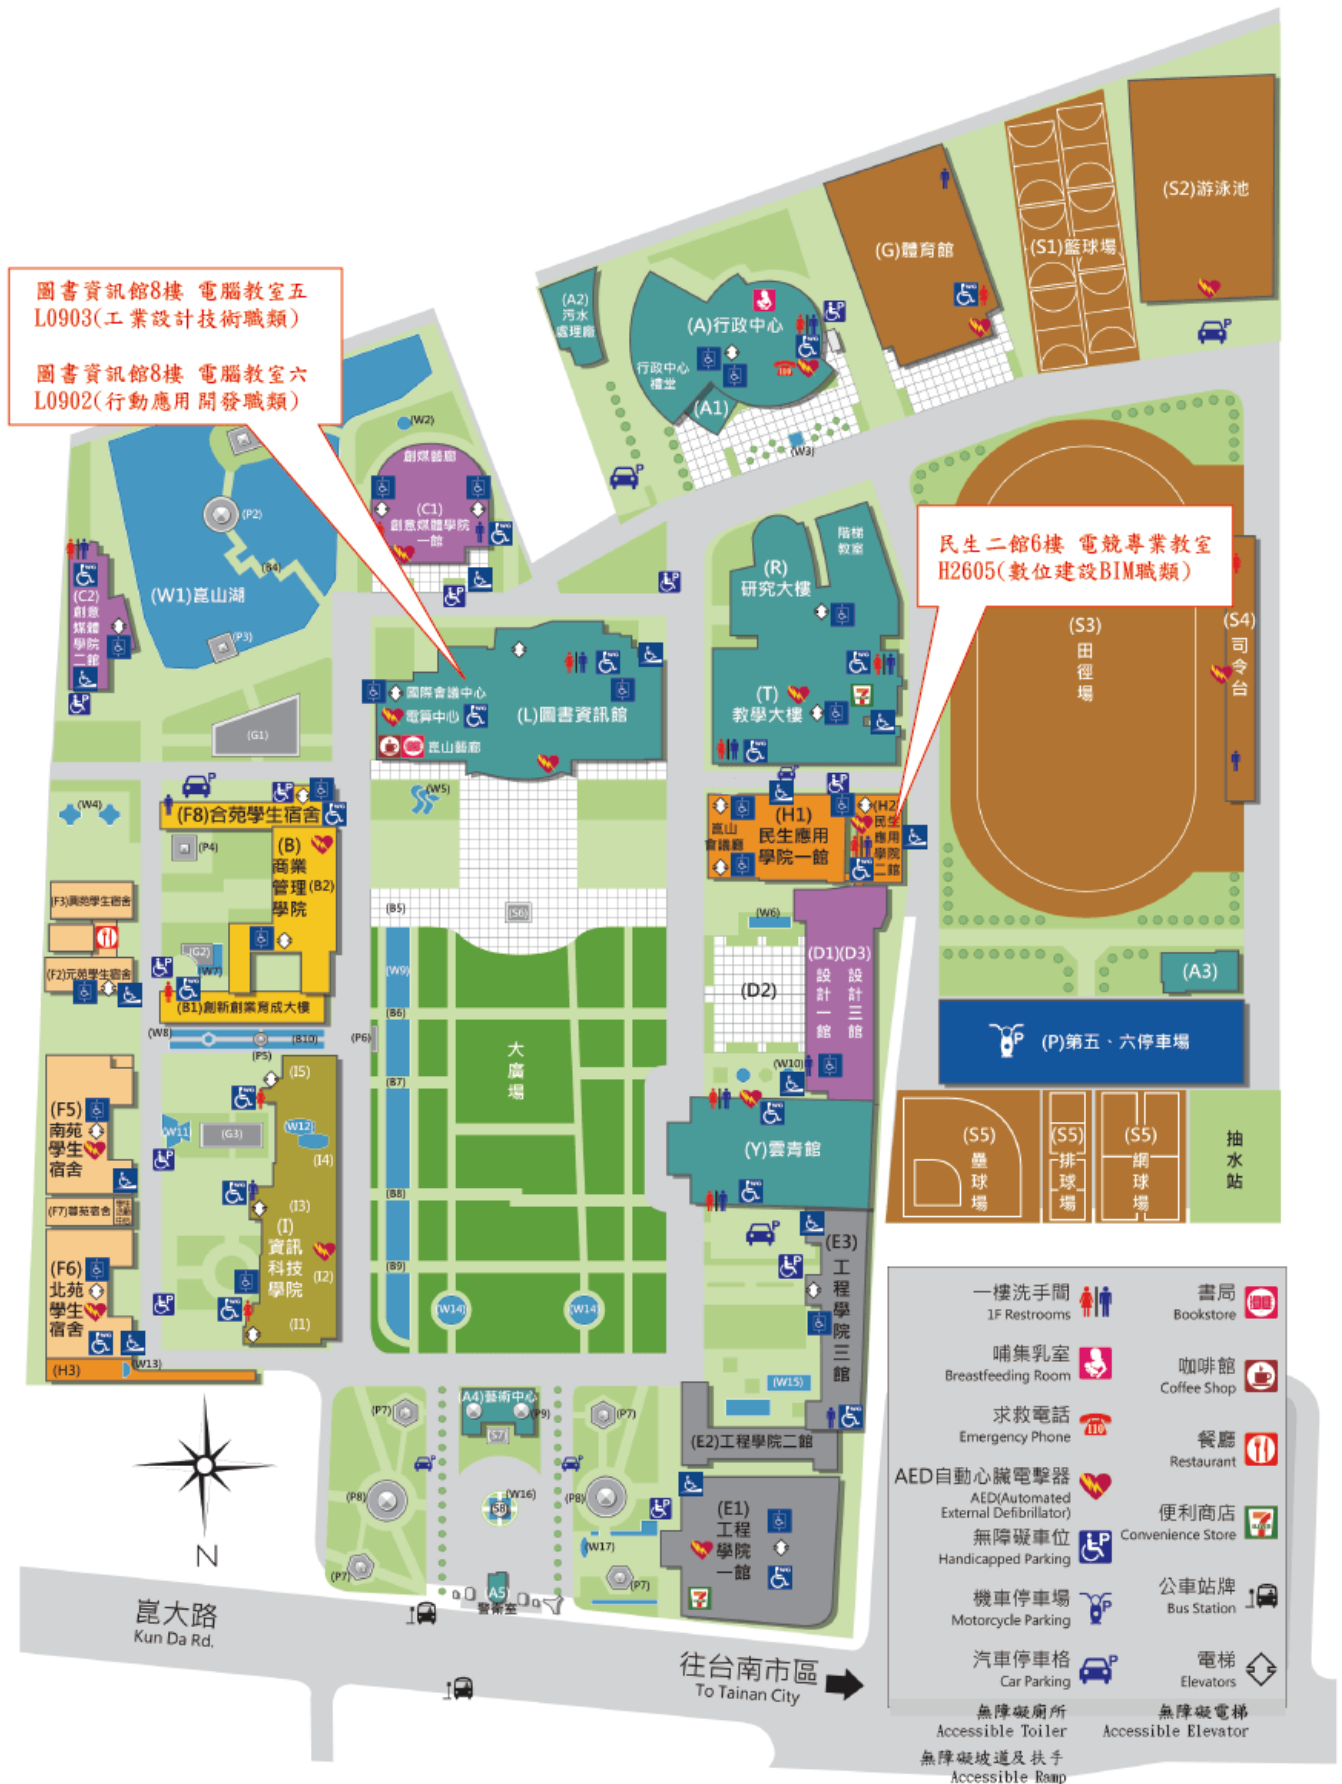 圖書資訊館8樓 電腦教室五
L0903(工業設計技術職類)
圖書資訊館8樓 電腦教室六
L0902(行動應用開發職類)
民生二館6樓 電競專業教室
H2605(數位建設BIM職類)
(S2)游泳池
(S1)籃球場
(G)體育館
(A2)
污水
處理廠
(A)行政中心
行政中心
禮堂
(A1)
(W3)
(W2)
創媒藝廊
(C1)
創意媒體學院
一館
(P2)
(B4)
(W1)崑山湖
(P3)
(C2)
創意
媒體
學院
二館
(G1)
階梯
教室
(R)
研究大樓
(T)
教學大樓
國際會議中心
電算中心
(L)圖書資訊館
崑山藝廊
(S3)
田
徑
場
(S4)
司
令
台
(W4)
(W5)
(F8)合苑學生宿舍
(P4)
(B)
商業
管理
學院
(B2)
(F3)興苑學生宿舍
(F2)元苑學生宿舍
(G2)
(W7)
(B1)創新創業育成大樓
(W8)
(P5)
(B10)
(P6)
崑山
會議廳
(H1)
民生應用
學院一館
(H2)
民生
應用
學院
二館
(B5)
(S6)
(W6)
(W9)
(B6)
(B7)
(B8)
(B9)
大
廣
場
(D2)
(D1)(D3)
設
計
一
館
設
計
三
館
(W10)
(A3)
(P)第五、六停車場
(F5)
南苑
學生
宿舍
(W11)
(G3)
(W12)
(I5)
(I4)
(I3)
(I)
資訊
科技
學院
(I2)
(I1)
(F7)蓽苑宿舍
(F6)
北苑
學生
宿舍
(H3)
(W13)
(W14)
(W14)
(Y)雲青館
(S5)
壘
球
場
(S5)
排
球
場
(S5)
網
球
場
抽
水
站
(E3)
工
程
學
院
三
館
(W15)
(E2)工程學院二館
(E1)
工程
學院
一館
(A4)藝術中心
(P9)
(S7)
(P7)
(P7)
(P8)
(P8)
(W16)
(S8)
(W17)
(P7)
(P7)
(A5)
警衛室
N
崑大路
Kun Da Rd.
往台南市區
To Tainan City
一樓洗手間
1F Restrooms
書局
Bookstore
哺集乳室
Breastfeeding Room
咖啡館
Coffee Shop
求救電話
Emergency Phone
餐廳
Restaurant
AED自動心臟電擊器
AED(Automated
External Defibrillator)
便利商店
Convenience Store
無障礙車位
Handicapped Parking
公車站牌
Bus Station
機車停車場
Motorcycle Parking
汽車停車格
Car Parking
電梯
Elevators
無障礙廁所
Accessible Toiler
無障礙電梯
Accessible Elevator
無障礙坡道及扶手
Accessible Ramp